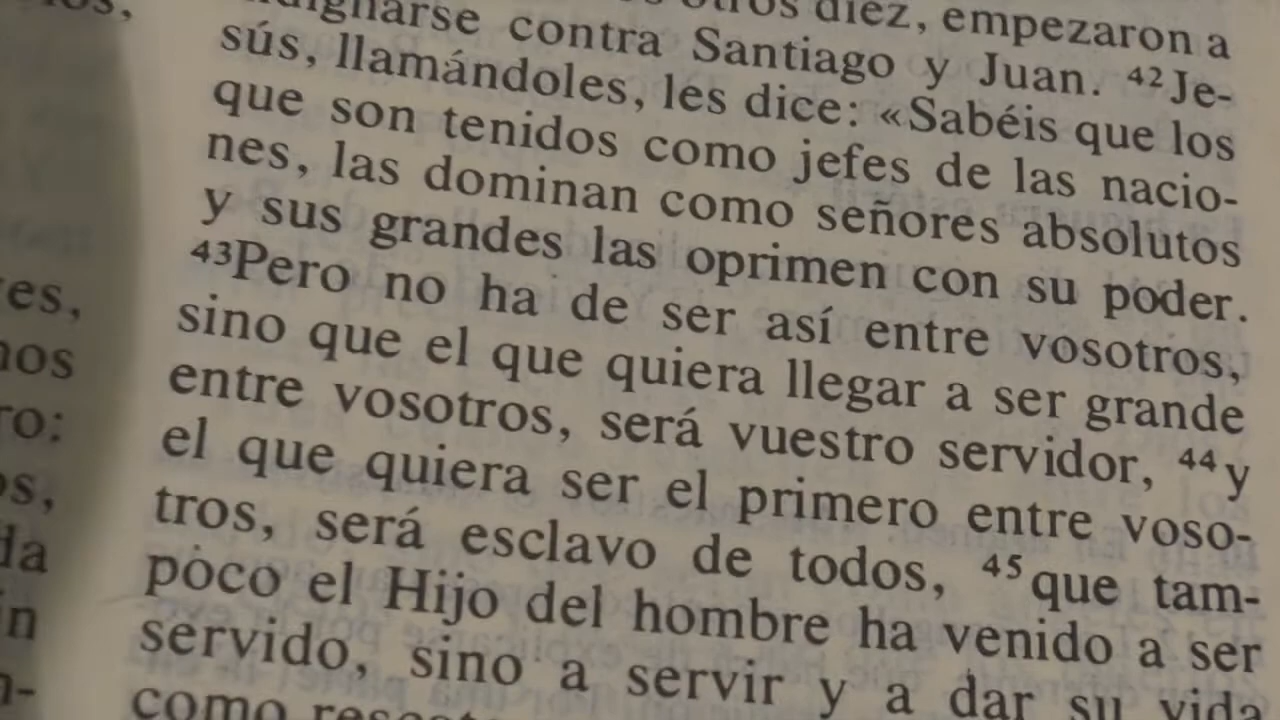 otros diez, empezaron a
contra Santiago y Juan. ⁴²Je-
sús, llamándoles, les dice: «Sabéis que los
que son tenidos como jefes de las nacio-
nes, las dominan como señores absolutos
y sus grandes las oprimen con su poder.
⁴³Pero no ha de ser así entre vosotros,
sino que el que quiera llegar a ser grande
entre vosotros, será vuestro servidor, ⁴⁴y
el que quiera ser el primero entre voso-
tros, será esclavo de todos, ⁴⁵que tam-
poco el Hijo del hombre ha venido a ser
servido, sino a servir y a dar su vida
como